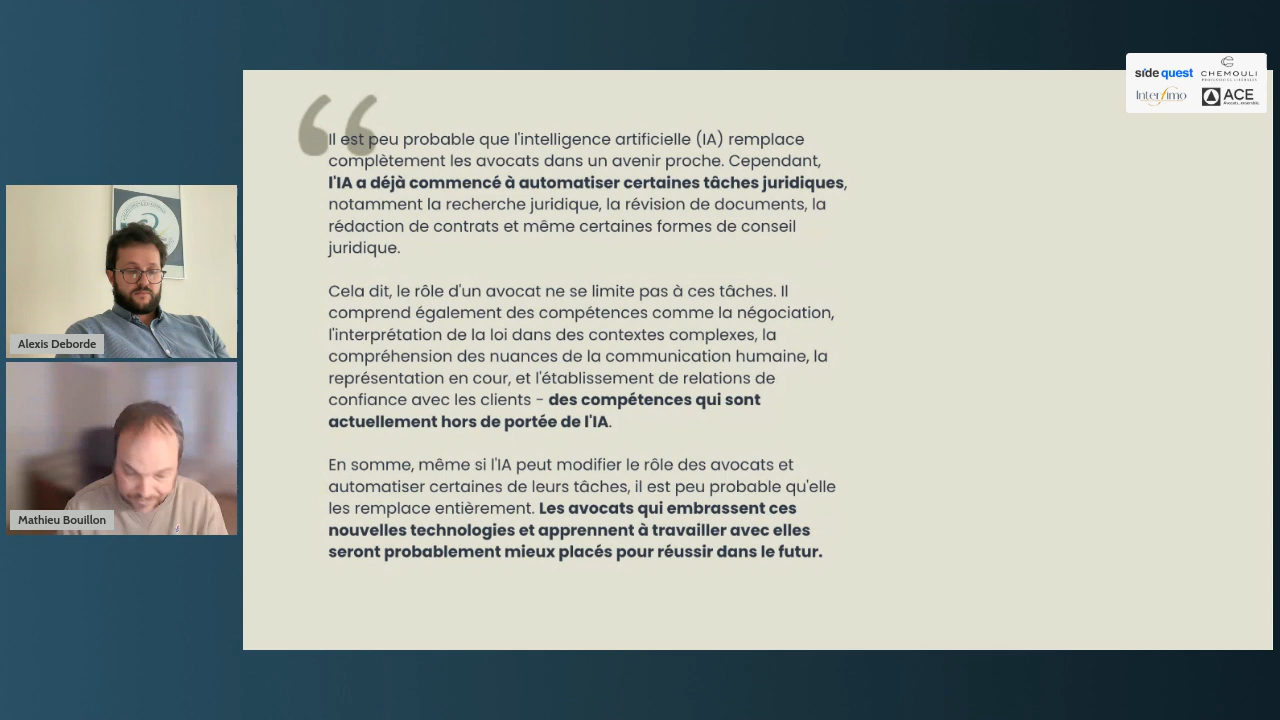 side quest
CHEMOULI
Interfimo
ACE
Avocats, ensemble.
Il est peu probable que l'intelligence artificielle (IA) remplace
complètement les avocats dans un avenir proche. Cependant,
l'IA a déjà commencé à automatiser certaines tâches juridiques,
notamment la recherche juridique, la révision de documents, la
rédaction de contrats et même certaines formes de conseil
juridique.
Cela dit, le rôle d'un avocat ne se limite pas à ces tâches. Il
comprend également des compétences comme la négociation,
l'interprétation de la loi dans des contextes complexes, la
compréhension des nuances de la communication humaine, la
représentation en cour, et l'établissement de relations de
confiance avec les clients - des compétences qui sont
actuellement hors de portée de l'IA.
En somme, même si l'IA peut modifier le rôle des avocats et
automatiser certaines de leurs tâches, il est peu probable qu'elle
les remplace entièrement. Les avocats qui embrassent ces
nouvelles technologies et apprennent à travailler avec elles
seront probablement mieux placés pour réussir dans le futur.
Alexis Deborde
Mathieu Bouillon